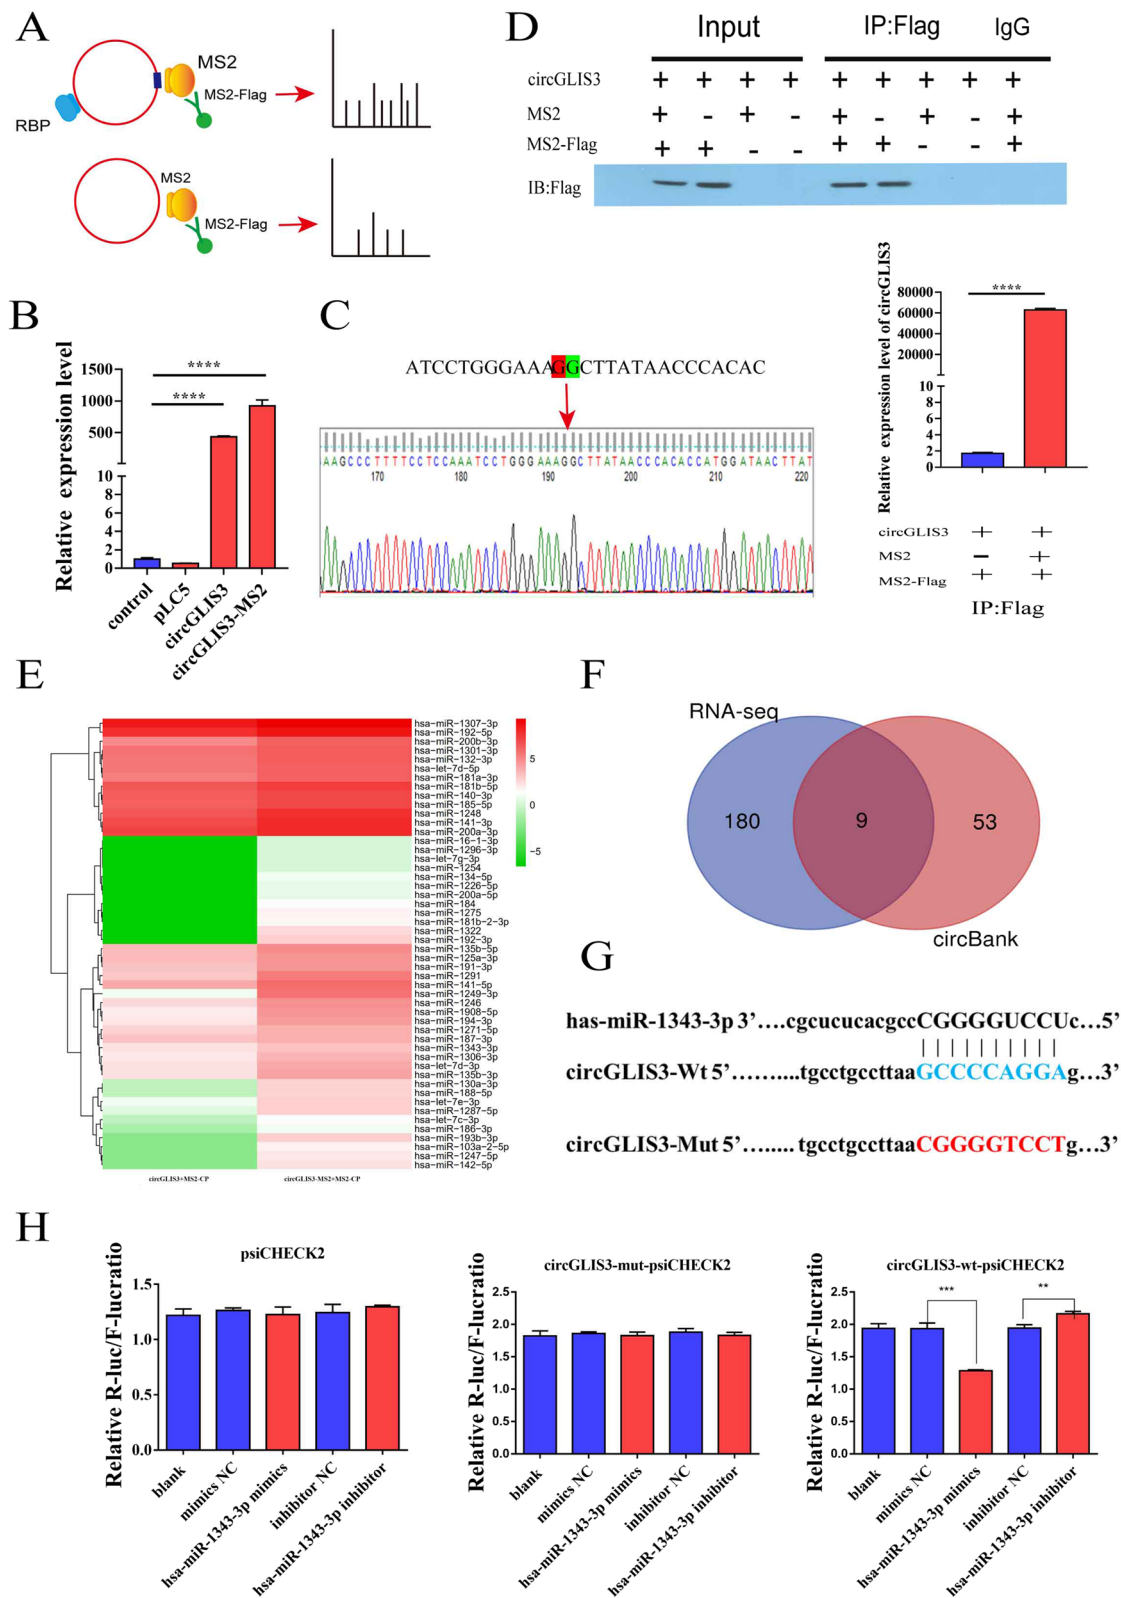 A
MS2
MS2-Flag
RBP
MS2
MS2-Flag
B
Relative expression level
1500
1000
500
10
8
6
4
2
0
****
****
control
pLC5
circGLIS3
circGLIS3-MS2
C
ATCCTGGGAAAGGCTTATAACCCACAC
AAGCCCTTTTCCTCCAAATCCTGGGAAAGGCTTATAACCCACACCATGGATAACTTAT
170 180 190 200 210 220
D
Input IP:Flag IgG
circGLIS3 + + + + + + + + +
MS2 + - + - + - + - +
MS2-Flag + + - - + + - - +
IB:Flag
Relative expression level of circGLIS3
80000
60000
40000
20000
10
8
6
4
2
0
****
circGLIS3 + +
MS2 - +
MS2-Flag + +
IP:Flag
E
hsa-miR-1307-3p
hsa-miR-192-5p
hsa-miR-200b-3p
hsa-miR-1301-3p
hsa-miR-132-3p
hsa-let-7d-5p
hsa-miR-181a-3p
hsa-miR-181b-5p
hsa-miR-140-3p
hsa-miR-185-5p
hsa-miR-1248
hsa-miR-141-3p
hsa-miR-200a-3p
hsa-miR-16-1-3p
hsa-miR-1296-3p
hsa-let-7g-3p
hsa-miR-1254
hsa-miR-134-5p
hsa-miR-1226-5p
hsa-miR-200a-5p
hsa-miR-184
hsa-miR-1275
hsa-miR-181b-2-3p
hsa-miR-1322
hsa-miR-192-3p
hsa-miR-135b-5p
hsa-miR-125a-3p
hsa-miR-191-3p
hsa-miR-1291
hsa-miR-141-5p
hsa-miR-1249-3p
hsa-miR-1246
hsa-miR-1908-5p
hsa-miR-194-3p
hsa-miR-1271-5p
hsa-miR-187-3p
hsa-miR-1343-3p
hsa-miR-1306-3p
hsa-let-7d-3p
hsa-miR-135b-3p
hsa-miR-130a-3p
hsa-miR-188-5p
hsa-let-7e-3p
hsa-miR-1287-5p
hsa-let-7c-3p
hsa-miR-186-3p
hsa-miR-193b-3p
hsa-miR-103a-2-5p
hsa-miR-1247-5p
hsa-miR-142-5p
5
0
-5
circGLIS3+MS2-CP circGLIS3-MS2+MS2-CP
F
RNA-seq
180 9 53
circBank
G
has-miR-1343-3p 3’….cgcucucacgccCGGGGUCCUc…5’
circGLIS3-Wt 5’……....tgcctgccttaaGCCCCAGGAg…3’
circGLIS3-Mut 5’…..... tgcctgccttaaCGGGGTCCTg…3’
H
psiCHECK2
Relative R-luc/F-lucratio
1.5
1.0
0.5
0.0
blank
mimics NC
hsa-miR-1343-3p mimics
inhibitor NC
hsa-miR-1343-3p inhibitor
circGLIS3-mut-psiCHECK2
Relative R-luc/F-lucratio
2.5
2.0
1.5
1.0
0.5
0.0
blank
mimics NC
hsa-miR-1343-3p mimics
inhibitor NC
hsa-miR-1343-3p inhibitor
circGLIS3-wt-psiCHECK2
Relative R-luc/F-lucratio
2.5
2.0
1.5
1.0
0.5
0.0
***
**
blank
mimics NC
hsa-miR-1343-3p mimics
inhibitor NC
hsa-miR-1343-3p inhibitor